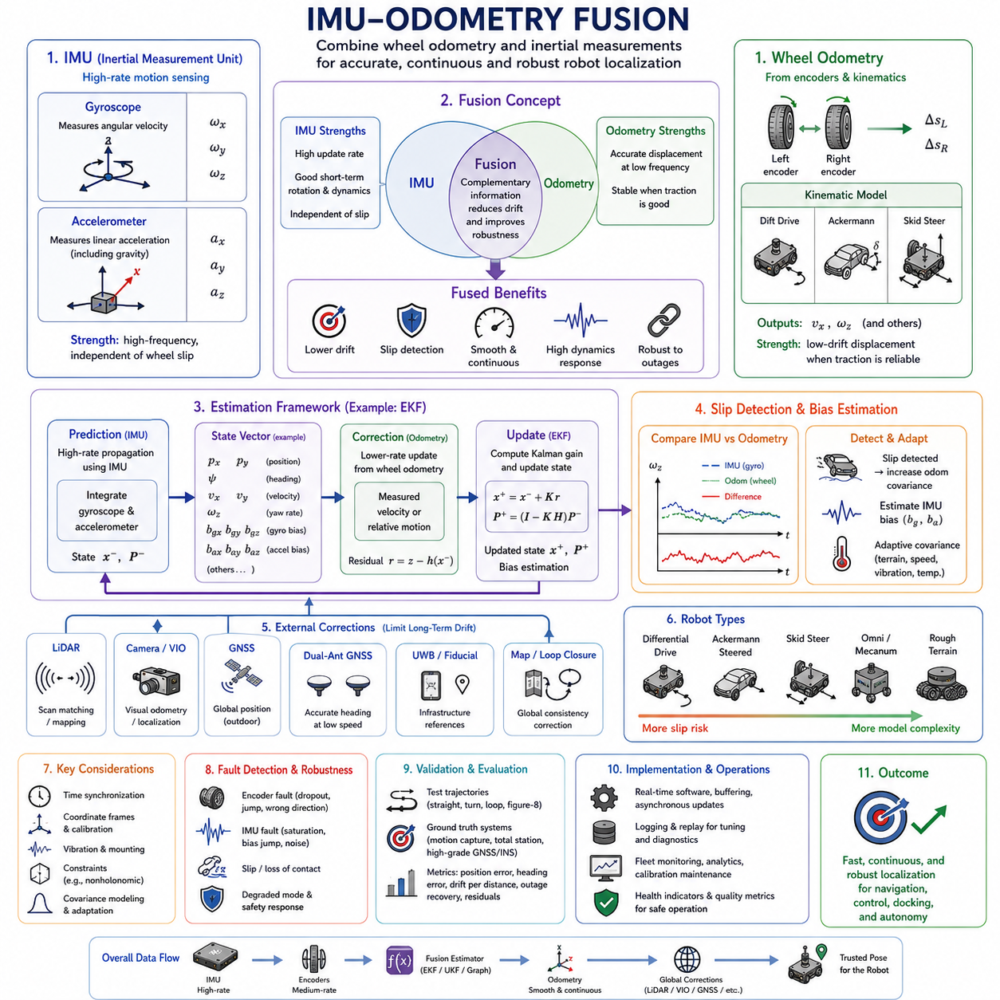 IMU–ODOMETRY FUSION
Combine wheel odometry and inertial measurements
for accurate, continuous and robust robot localization
1. IMU (Inertial Measurement Unit)
High-rate motion sensing
Gyroscope
Measures angular velocity
a
ωx
ωy
ωz
Accelerometer
Measures linear acceleration
(including gravity)
x
ax
ay
az
Strength: high-frequency,
independent of wheel slip
2. Fusion Concept
IMU Strengths
High update rate
Good short-term
rotation & dynamics
Independent of slip
IMU
Fusion
Complementary
information
reduces drift
and improves
robustness
Odometry
Odometry Strengths
Accurate displacement
at low frequency
Stable when traction
is good
Fused Benefits
Lower drift
Slip detection
Smooth &
continuous
High dynamics
response
Robust to
outages
1. Wheel Odometry
From encoders & kinematics
Left
encoder
Right
encoder
ΔsL
ΔsR
Kinematic Model
Dift Drive
Ackermann
Skid Steer
δ
Outputs: vx , ωz (and others)
Strength: low-drift displacement
when traction is reliable
3. Estimation Framework (Example: EKF)
Prediction (IMU)
High-rate propagation
using IMU
Integrate
gyroscope &
accelerometer
State x⁻, P⁻
State Vector (example)
px py (position)
ψ (heading)
vx vy (velocity)
ωz (yaw rate)
bgx bgy bgz (gyro bias)
bax bay baz (accel bias)
(others... )
Correction (Odometry)
Lower-rate update
from wheel odometry
Measured
velocity or
relative motion
Residual r = z − h(x⁻)
Update (EKF)
Compute Kalman gain
and update state
x⁺ = x⁻ + Kr
P⁺ = (I − KH)P⁻
Updated state x⁺, P⁺
Bias estimation
4. Slip Detection & Bias Estimation
Compare IMU vs Odometry
ωz
IMU (gyro)
Odom (wheel)
Difference
t
t
Detect & Adapt
Slip detected
→ increase odom
covariance
Estimate IMU
bias (bg, ba)
Adaptive covariance
(terrain, speed,
vibration, temp.)
5. External Corrections (Limit Long-Term Drift)
LiDAR
Scan matching
/ mapping
Camera / VIO
Visual odometry
/ localization
GNSS
Global position
(outdoor)
Dual-Ant GNSS
Accurate heading
at low speed
UWB / Fiducial
Infrastructure
references
Map / Loop Closure
Global consistency
correction
6. Robot Types
Differential
Drive
Ackermann
Steered
Skid Steer
Omni /
Mecanum
Rough
Terrain
More slip risk
More model complexity
7. Key Considerations
Time synchronization
Coordinate frames
& calibration
Vibration & mounting
Constraints
(e.g., nonholonomic)
Covariance modeling
& adaptation
8. Fault Detection & Robustness
Encoder fault (dropout,
jump, wrong direction)
IMU fault (saturation,
bias jump, noise)
Slip / loss of contact
Degraded mode &
safety response
9. Validation & Evaluation
Test trajectories
(straight, turn, loop, figure-8)
Ground truth systems
(motion capture, total station,
high-grade GNSS/INS)
Metrics: position error, heading
error, drift per distance, outage
recovery, residuals
10. Implementation & Operations
Real-time software, buffering,
asynchronous updates
Logging & replay for tuning
and diagnostics
Fleet monitoring, analytics,
calibration maintenance
Health indicators & quality metrics
for safe operation
11. Outcome
Fast, continuous, and
robust localization
for navigation,
control, docking,
and autonomy
Overall Data Flow
IMU
High-rate
Encoders
Medium-rate
f(x)
Fusion Estimator
(EKF / UKF / Graph)
x
z
Odometry
Smooth & continuous
Global Corrections
(LiDAR / VIO / GNSS / etc.)
Trusted Pose
for the Robot